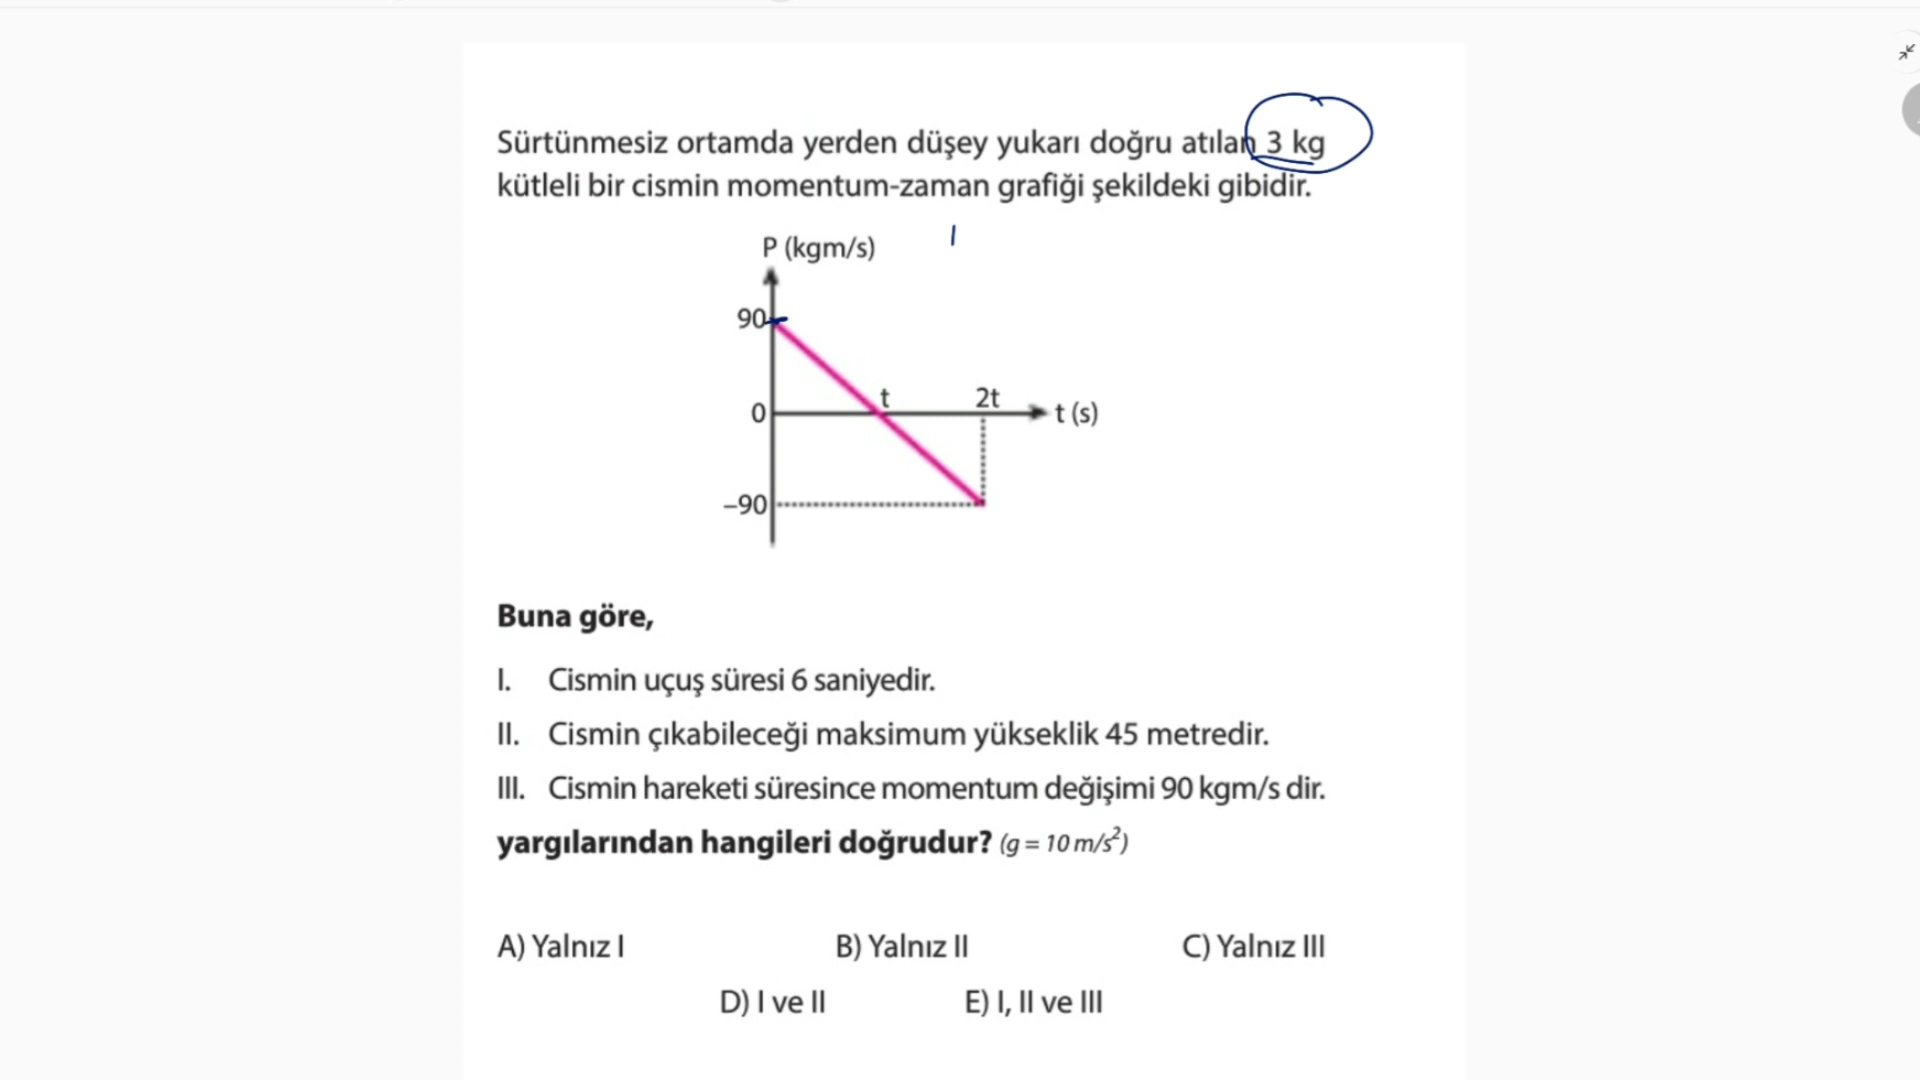 Sürtünmesiz ortamda yerden düşey yukarı doğru atılan 3 kg
kütleli bir cismin momentum-zaman grafiği şekildeki gibidir.
P (kgm/s)
90
t
2t
0
t (s)
–90
Buna göre,
I. Cismin uçuş süresi 6 saniyedir.
II. Cismin çıkabileceği maksimum yükseklik 45 metredir.
III. Cismin hareketi süresince momentum değişimi 90 kgm/s dir.
yargılarından hangileri doğrudur? (g = 10 m/s²)
A) Yalnız I B) Yalnız II C) Yalnız III
D) I ve II E) I, II ve III